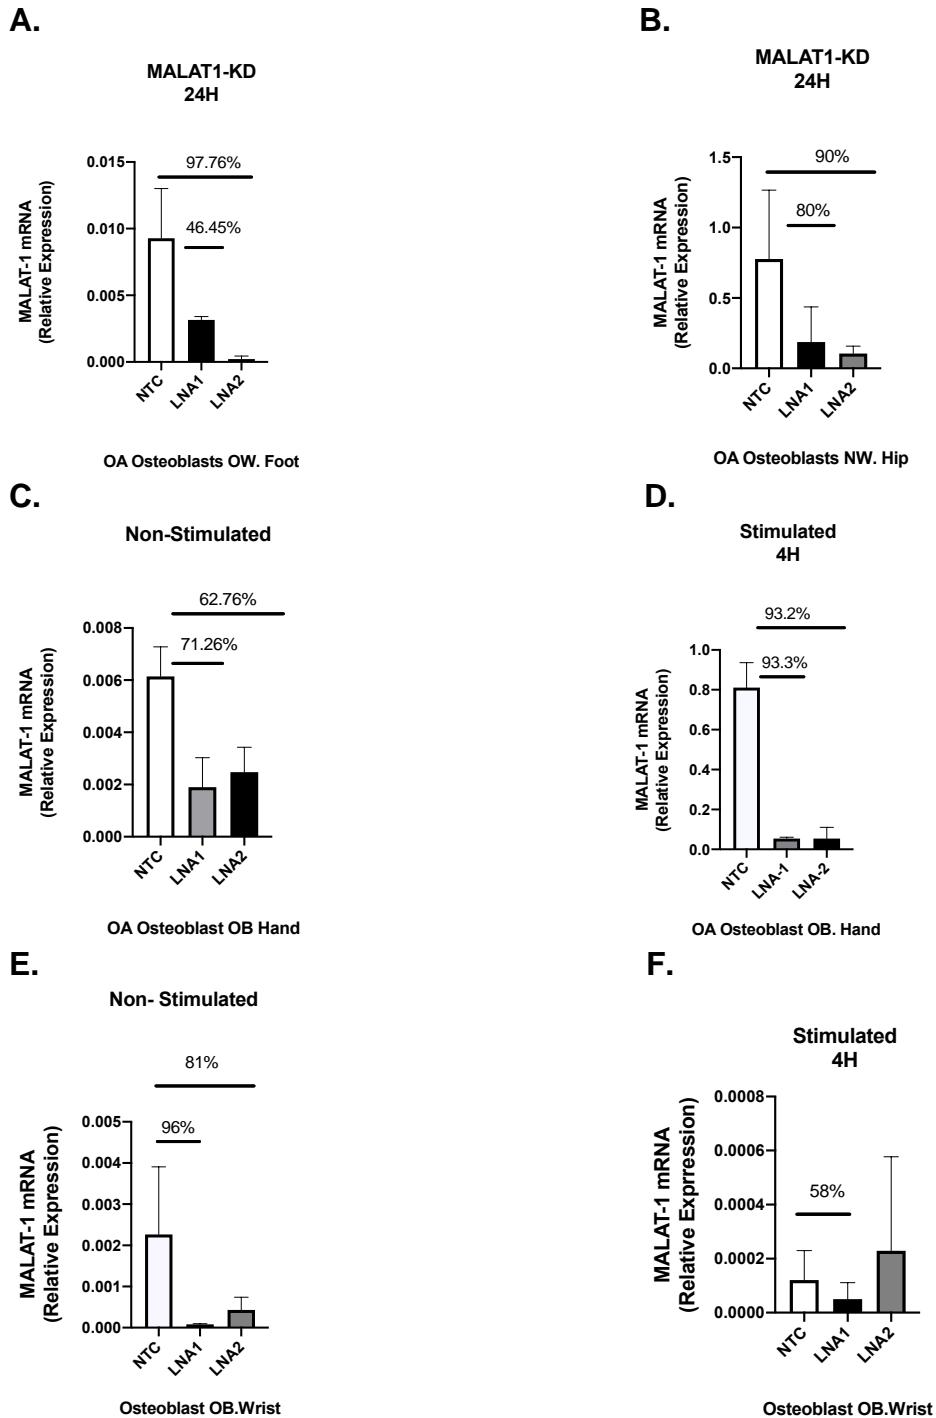 A.
MALAT1-KD
24H
97.76%
46.45%
MALAT-1 mRNA
(Relative Expression)
0.015
0.010
0.005
0.000
NTC
LNA1
LNA2
OA Osteoblasts OW. Foot
B.
MALAT1-KD
24H
90%
80%
MALAT-1 mRNA
(Relative Expression)
1.5
1.0
0.5
0.0
NTC
LNA1
LNA2
OA Osteoblasts NW. Hip
C.
Non-Stimulated
62.76%
71.26%
MALAT-1 mRNA
(Relative Expression)
0.008
0.006
0.004
0.002
0.000
NTC
LNA1
LNA2
OA Osteoblast OB Hand
D.
Stimulated
4H
93.2%
93.3%
MALAT-1 mRNA
(Relative Expression)
1.0
0.8
0.6
0.4
0.2
0.0
NTC
LNA-1
LNA-2
OA Osteoblast OB. Hand
E.
Non- Stimulated
81%
96%
MALAT-1 mRNA
(Relative Expression)
0.005
0.004
0.003
0.002
0.001
0.000
NTC
LNA1
LNA2
Osteoblast OB.Wrist
F.
Stimulated
4H
58%
MALAT-1 mRNA
(Relative Exprression)
0.0008
0.0006
0.0004
0.0002
0.0000
NTC
LNA1
LNA2
Osteoblast OB.Wrist